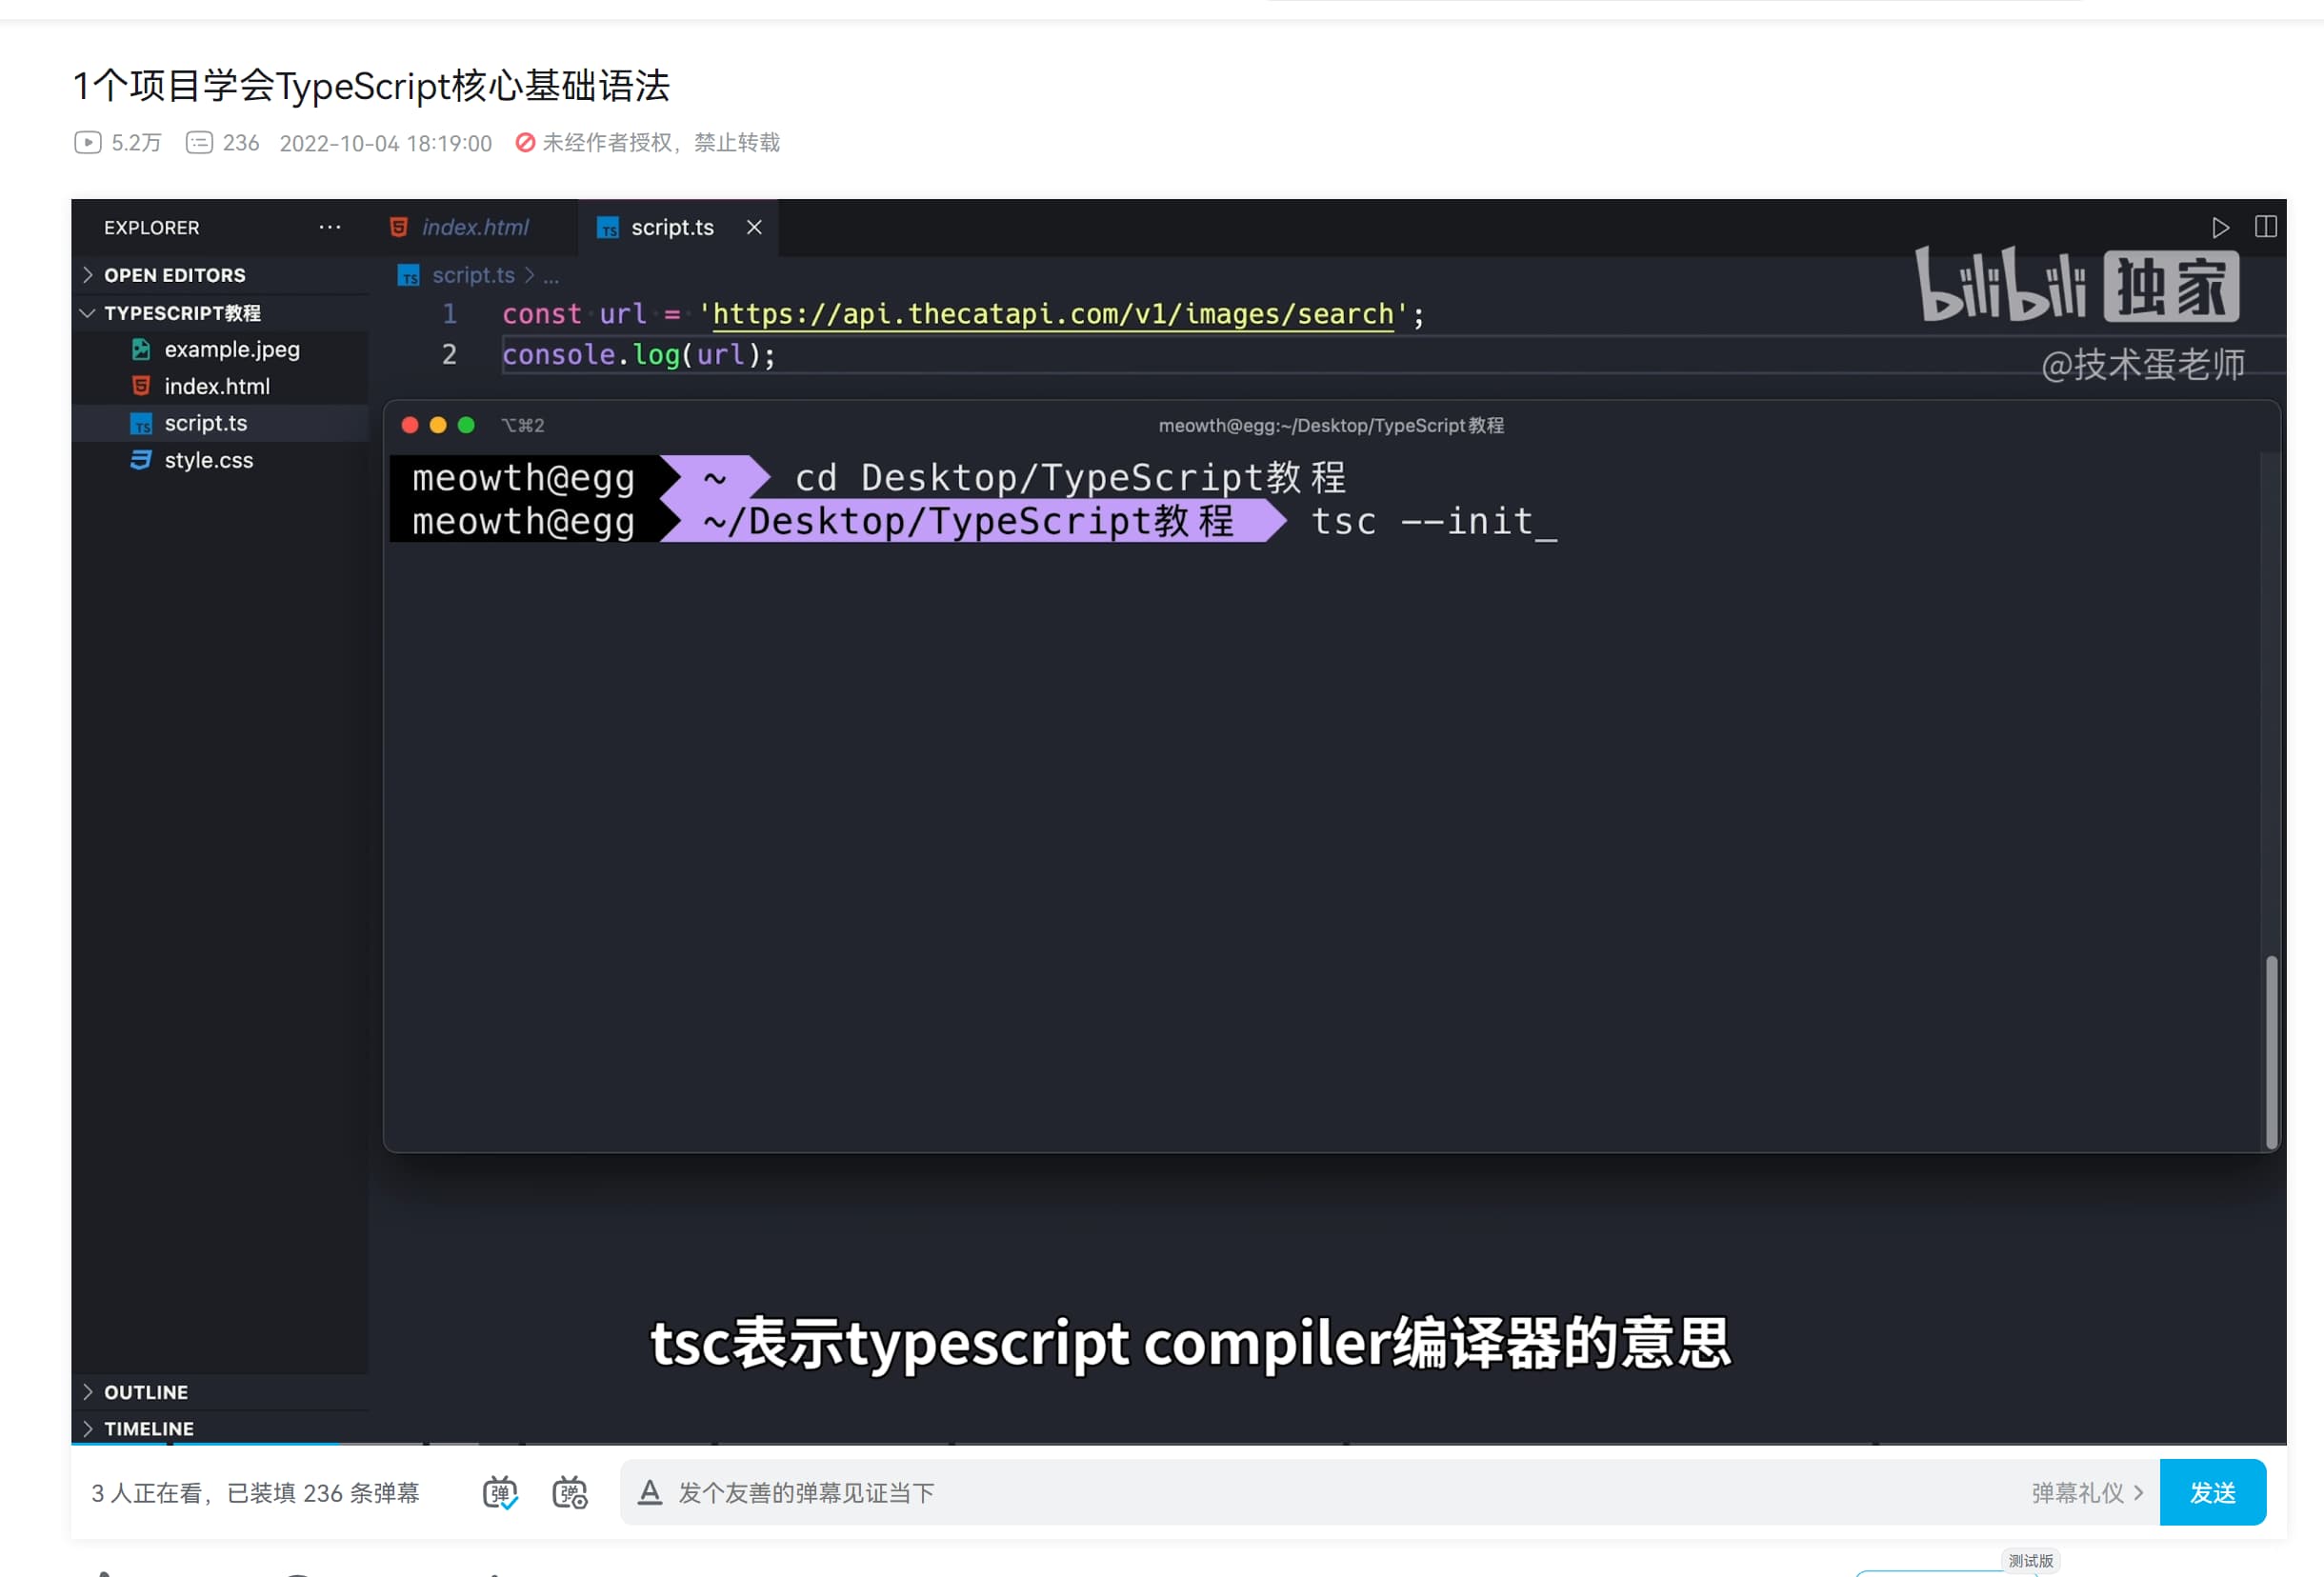 1个项目学会TypeScript核心基础语法
5.2万 236 2022-10-04 18:19:00 未经作者授权，禁止转载
EXPLORER ··· index.html script.ts
OPEN EDITORS
TYPESCRIPT教程
example.jpeg
index.html
script.ts
style.css
script.ts > ...
1 const url = 'https://api.thecatapi.com/v1/images/search';
2 console.log(url);
bilibili 独家
@技术蛋老师
⌥⌘2 meowth@egg:~/Desktop/TypeScript教程
meowth@egg ~ cd Desktop/TypeScript教程
meowth@egg ~/Desktop/TypeScript教程 tsc --init_
tsc表示typescript compiler编译器的意思
OUTLINE
TIMELINE
3 人正在看，已装填 236 条弹幕 弹 弹 A 发个友善的弹幕见证当下 弹幕礼仪 > 发送
测试版